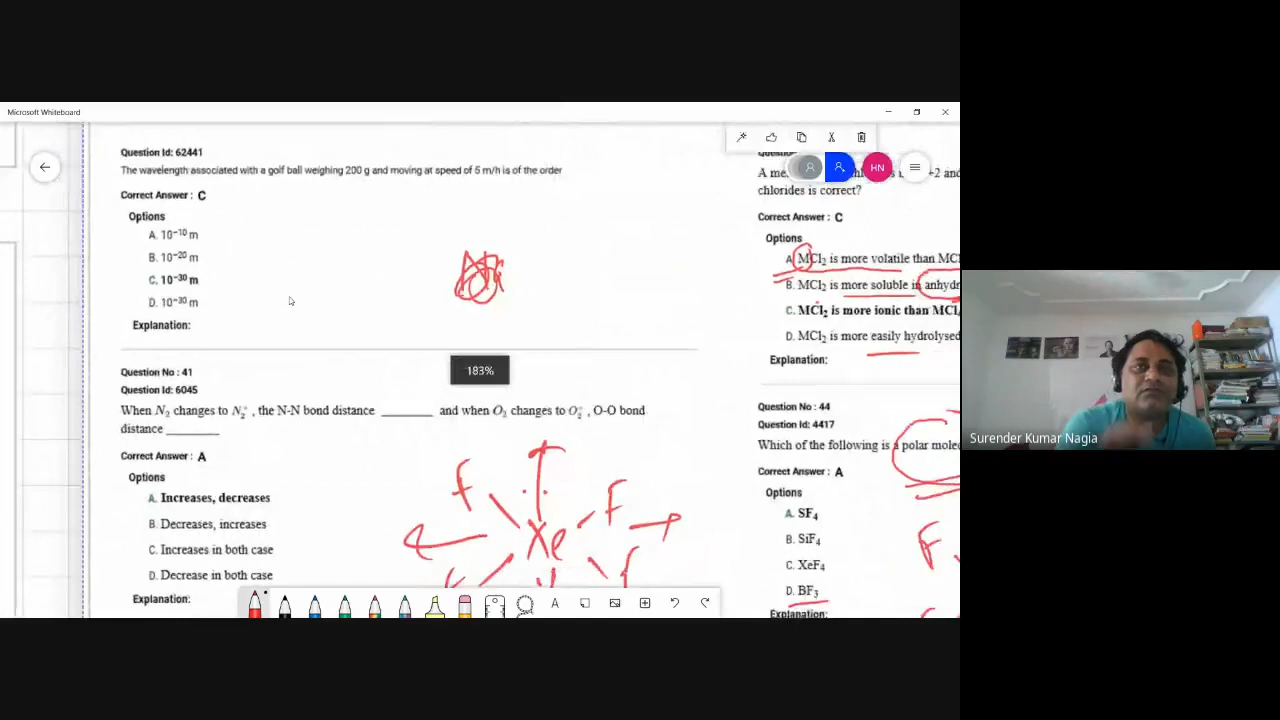 Microsoft Whiteboard
Question Id: 62441
The wavelength associated with a golf ball weighing 200 g and moving at speed of 5 m/h is of the order
Correct Answer : C
Options
A. 10⁻¹⁰ m
B. 10⁻²⁰ m
C. 10⁻³⁰ m
D. 10⁻³⁰ m
Explanation:
183%
Question No : 41
Question Id: 6045
When N₂ changes to N₂⁺, the N-N bond distance ______ and when O₂ changes to O₂⁺, O-O bond
distance ________
Correct Answer : A
Options
A. Increases, decreases
B. Decreases, increases
C. Increases in both case
D. Decrease in both case
Explanation:
F
F
Xe
HN
chlorides is correct?
Correct Answer : C
Options
A. MCl₂ is more volatile than MCl
B. MCl₂ is more soluble in anhydr
C. MCl₂ is more ionic than MCl
D. MCl₂ is more easily hydrolysed
Explanation:
Question No : 44
Question Id: 4417
Which of the following is a polar mole
Correct Answer : A
Options
A. SF₄
B. SiF₄
C. XeF₄
D. BF₃
Explanation:
F
Surender Kumar Nagia